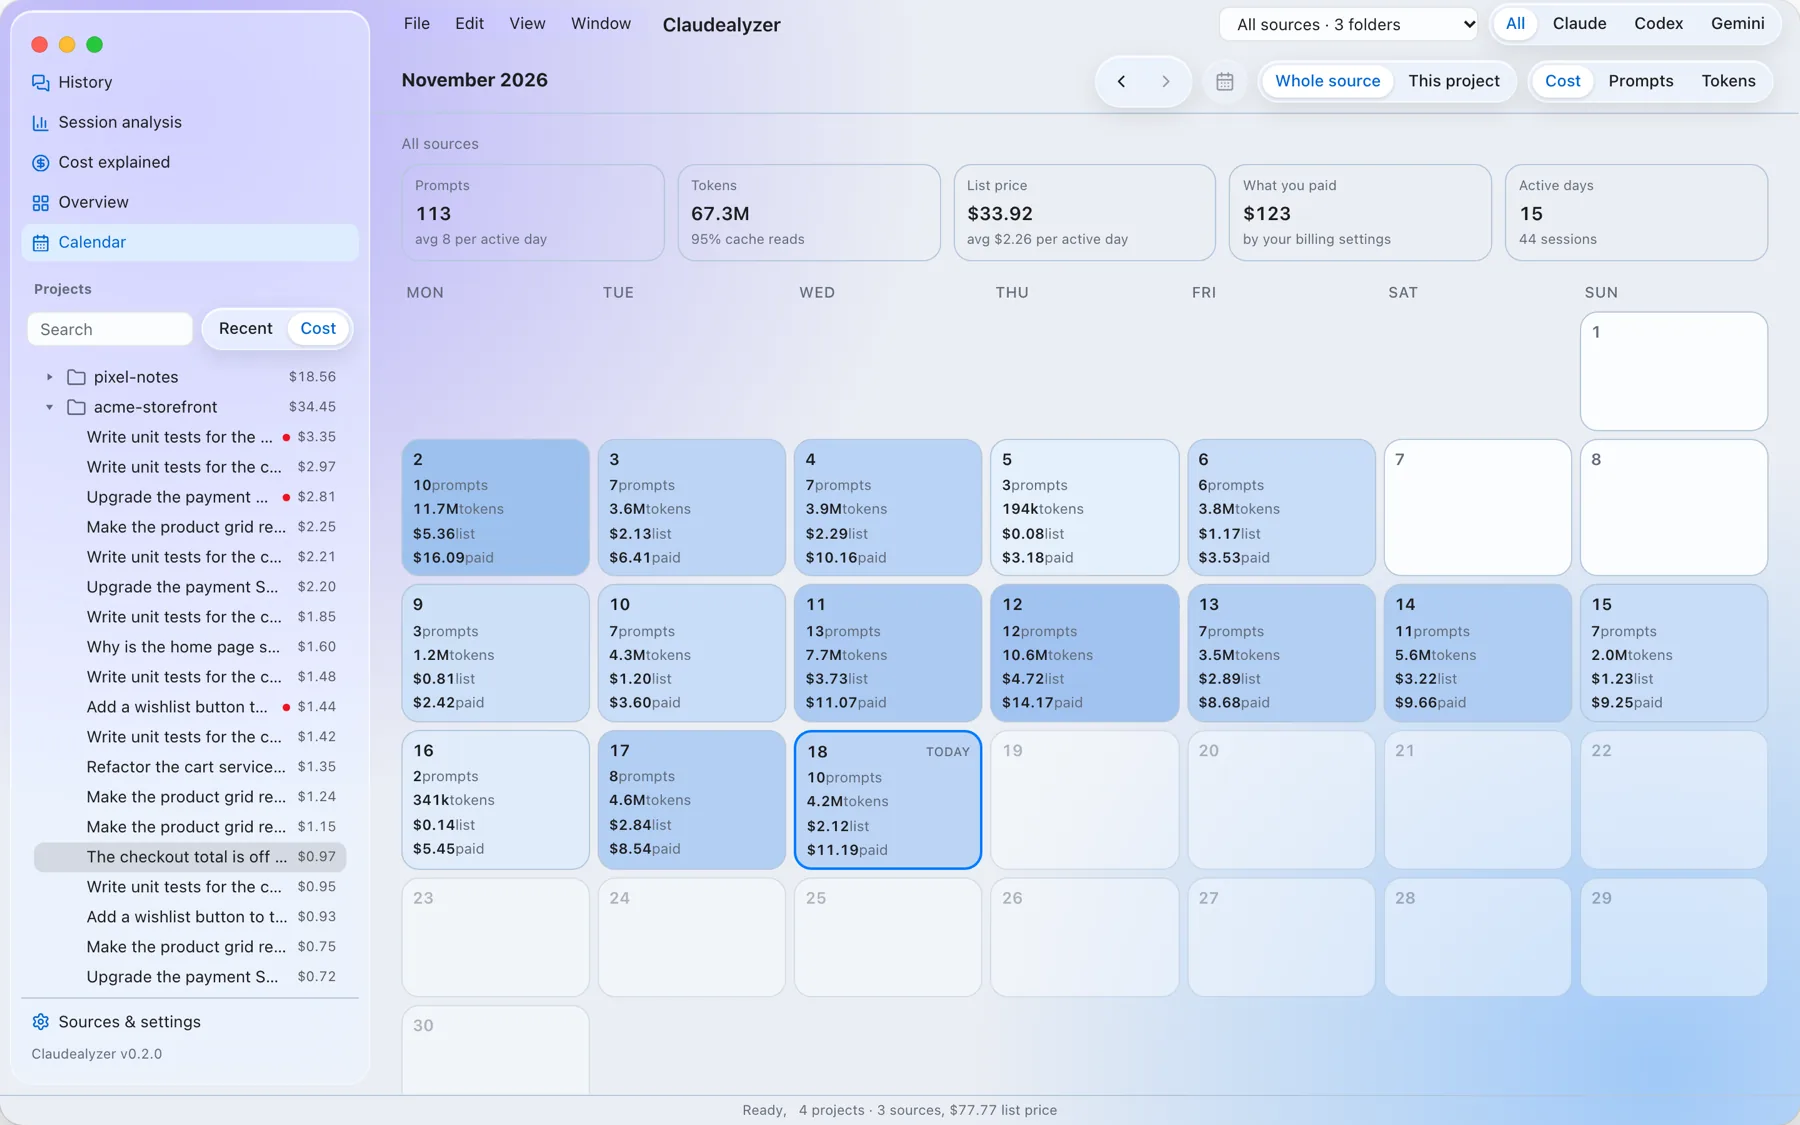 File Edit View Window Claudealyzer
All sources · 3 folders
All Claude Codex Gemini
History
Session analysis
Cost explained
Overview
Calendar
Projects
Search
Recent Cost
pixel-notes $18.56
acme-storefront $34.45
Write unit tests for the ... $3.35
Write unit tests for the c... $2.97
Upgrade the payment ... $2.81
Make the product grid re... $2.25
Write unit tests for the c... $2.21
Upgrade the payment S... $2.20
Write unit tests for the c... $1.85
Why is the home page s... $1.60
Write unit tests for the c... $1.48
Add a wishlist button t... $1.44
Write unit tests for the c... $1.42
Refactor the cart service... $1.35
Make the product grid re... $1.24
Make the product grid re... $1.15
The checkout total is off ... $0.97
Write unit tests for the c... $0.95
Add a wishlist button to t... $0.93
Make the product grid re... $0.75
Upgrade the payment S... $0.72
Sources & settings
Claudealyzer v0.2.0
November 2026
Whole source This project
Cost Prompts Tokens
All sources
Prompts
113
avg 8 per active day
Tokens
67.3M
95% cache reads
List price
$33.92
avg $2.26 per active day
What you paid
$123
by your billing settings
Active days
15
44 sessions
MON TUE WED THU FRI SAT SUN
1
2
10prompts
11.7Mtokens
$5.36list
$16.09paid
3
7prompts
3.6Mtokens
$2.13list
$6.41paid
4
7prompts
3.9Mtokens
$2.29list
$10.16paid
5
3prompts
194ktokens
$0.08list
$3.18paid
6
6prompts
3.8Mtokens
$1.17list
$3.53paid
7
8
9
3prompts
1.2Mtokens
$0.81list
$2.42paid
10
7prompts
4.3Mtokens
$1.20list
$3.60paid
11
13prompts
7.7Mtokens
$3.73list
$11.07paid
12
12prompts
10.6Mtokens
$4.72list
$14.17paid
13
7prompts
3.5Mtokens
$2.89list
$8.68paid
14
11prompts
5.6Mtokens
$3.22list
$9.66paid
15
7prompts
2.0Mtokens
$1.23list
$9.25paid
16
2prompts
341ktokens
$0.14list
$5.45paid
17
8prompts
4.6Mtokens
$2.84list
$8.54paid
18 TODAY
10prompts
4.2Mtokens
$2.12list
$11.19paid
19
20
21
22
23
24
25
26
27
28
29
30
Ready, 4 projects · 3 sources, $77.77 list price